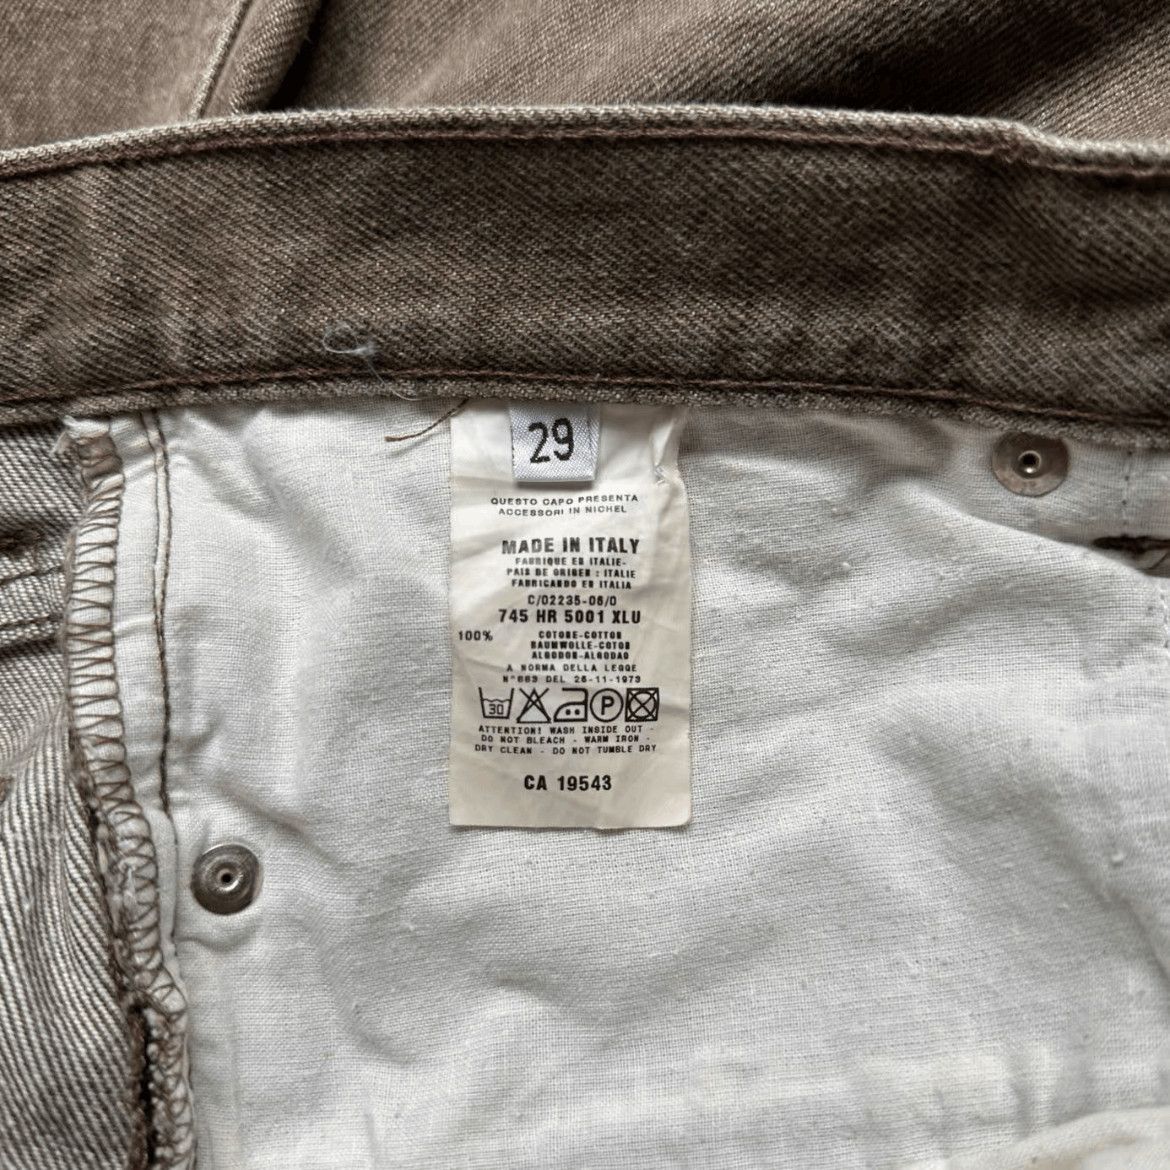 29
QUESTO CAPO PRESENTA
ACCESSORI IN NICHEL
MADE IN ITALY
FABRIQUE EN ITALIE-
PAIS DE ORIGEN : ITALIE
FABRICANDO EN ITALIA
C/02235-06/0
745 HR 5001 XLU
100% COTONE-COTTON
BAUMWOLLE-COTON
ALGODON-ALGODAO
A NORMA DELLA LEGGE
N°883 DEL 26-11-1973
30 P
ATTENTION! WASH INSIDE OUT -
DO NOT BLEACH - WARM IRON -
DRY CLEAN - DO NOT TUMBLE DRY
CA 19543